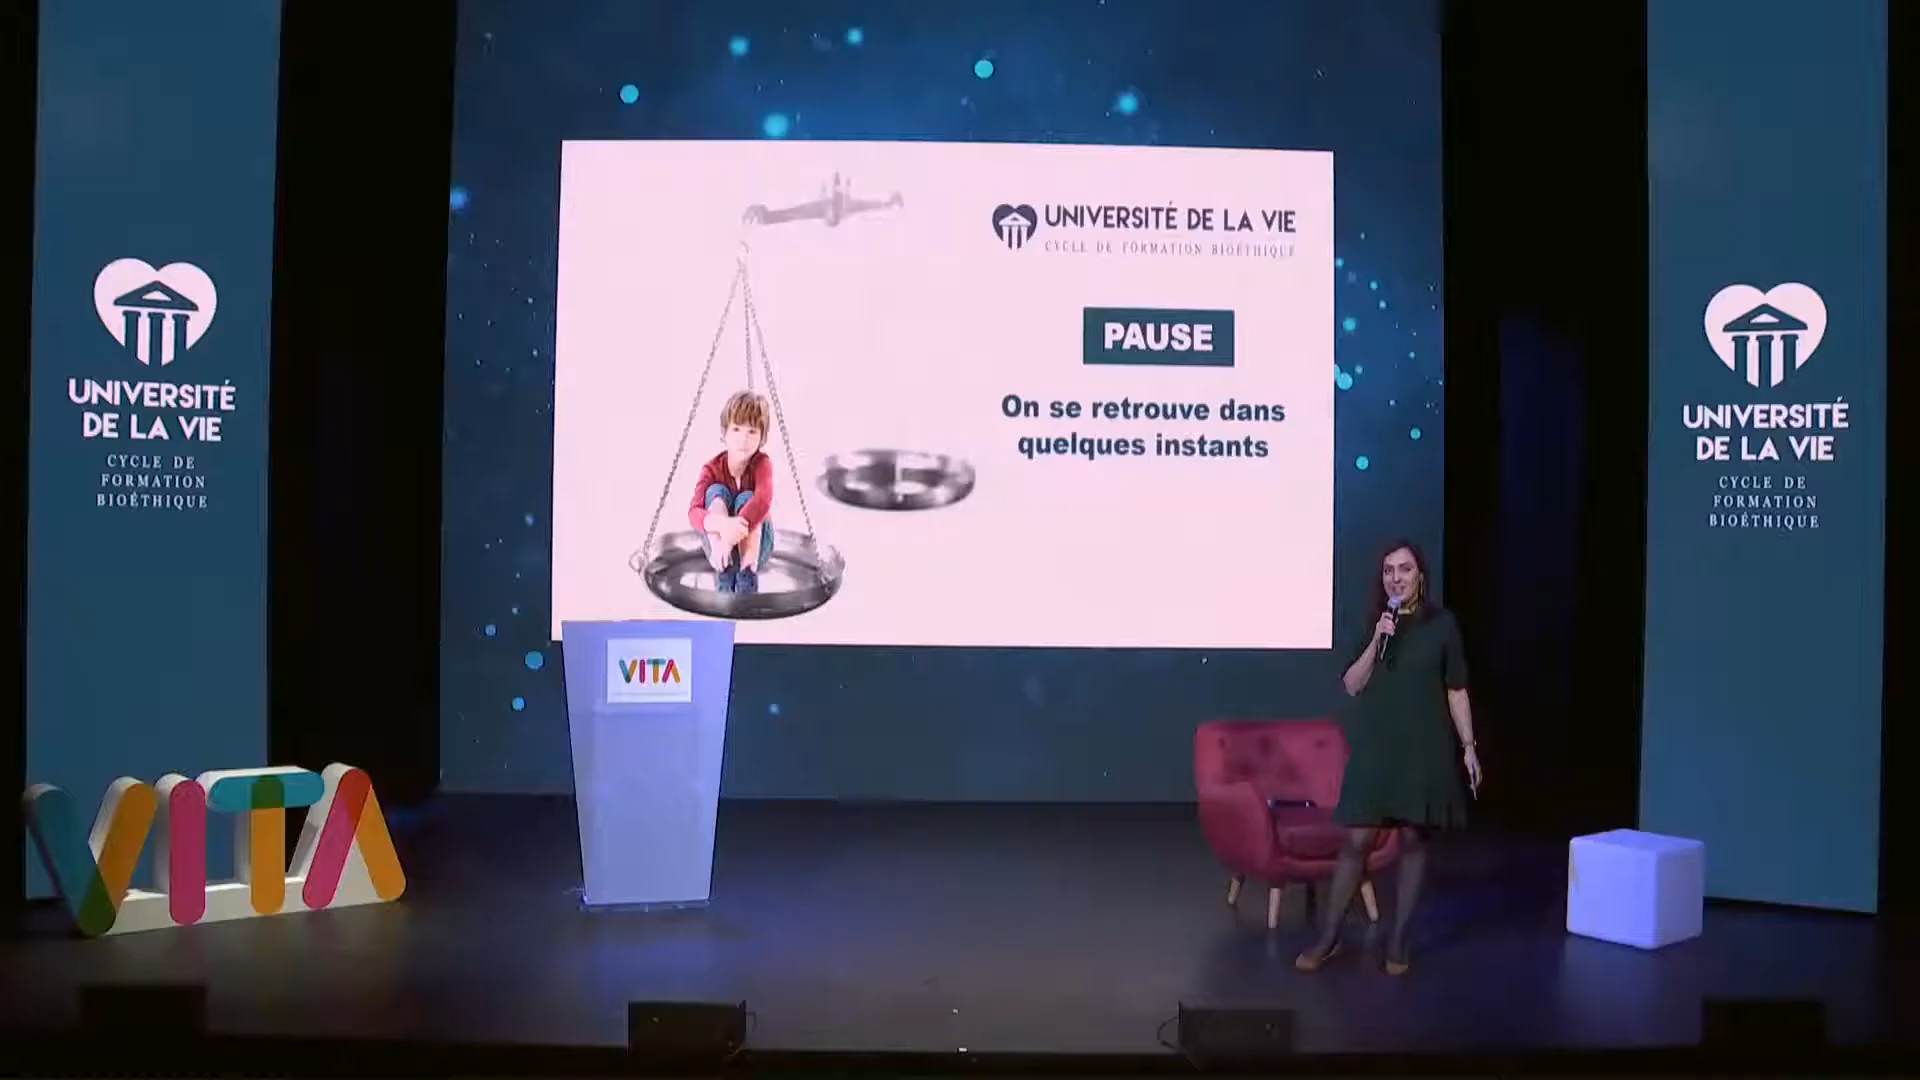 UNIVERSITÉ
DE LA VIE
CYCLE DE
FORMATION
BIOÉTHIQUE
VITA
UNIVERSITÉ DE LA VIE
CYCLE DE FORMATION BIOÉTHIQUE
PAUSE
On se retrouve dans
quelques instants
VITA
UNIVERSITÉ
DE LA VIE
CYCLE DE
FORMATION
BIOÉTHIQUE